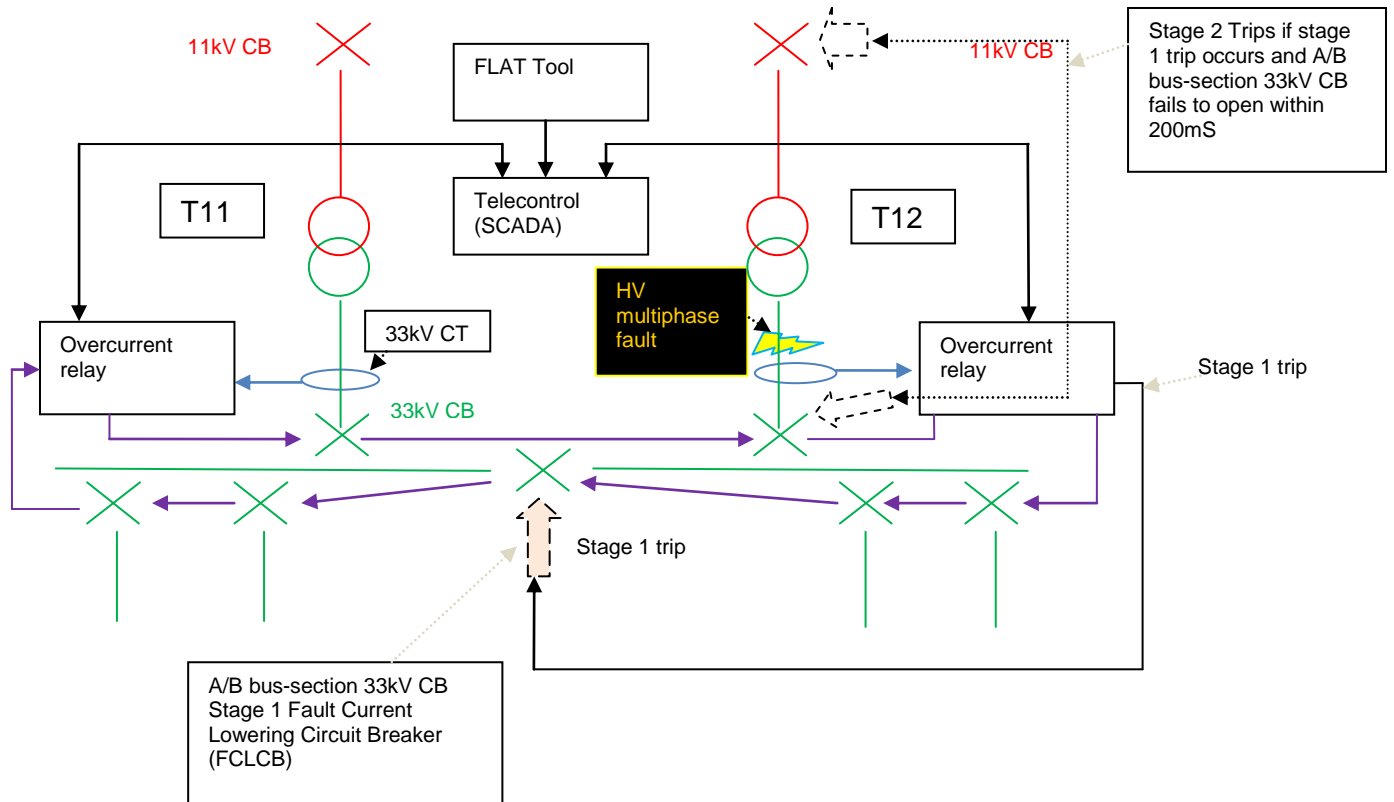 11kV CB
FLAT Tool
11kV CB
Stage 2 Trips if stage
1 trip occurs and A/B
bus-section 33kV CB
fails to open within
200mS
T11
Telecontrol
(SCADA)
T12
HV
multiphase
fault
Overcurrent
relay
33kV CT
Overcurrent
relay
Stage 1 trip
33kV CB
Stage 1 trip
A/B bus-section 33kV CB
Stage 1 Fault Current
Lowering Circuit Breaker
(FCLCB)